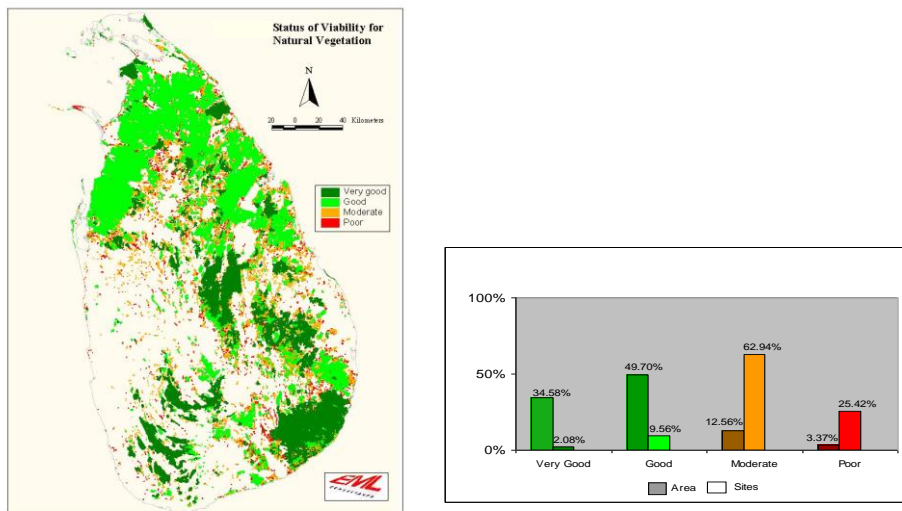 Status of Viability for
Natural Vegetation
N
20 0 20 40 Kilometers
Very good
Good
Moderate
Poor
EML
CONSULTANTS
100%
50%
0%
34.58%
2.08%
49.70%
9.56%
12.56%
62.94%
3.37%
25.42%
Very Good
Good
Moderate
Poor
Area
Sites